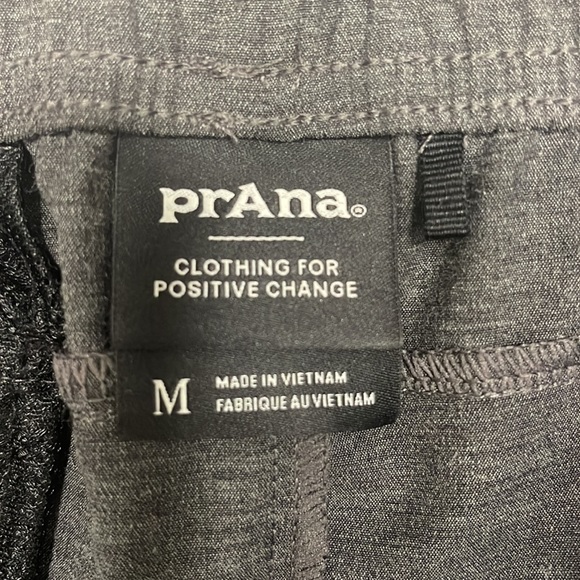 prAna®
CLOTHING FOR
POSITIVE CHANGE
M
MADE IN VIETNAM
FABRIQUE AU VIETNAM